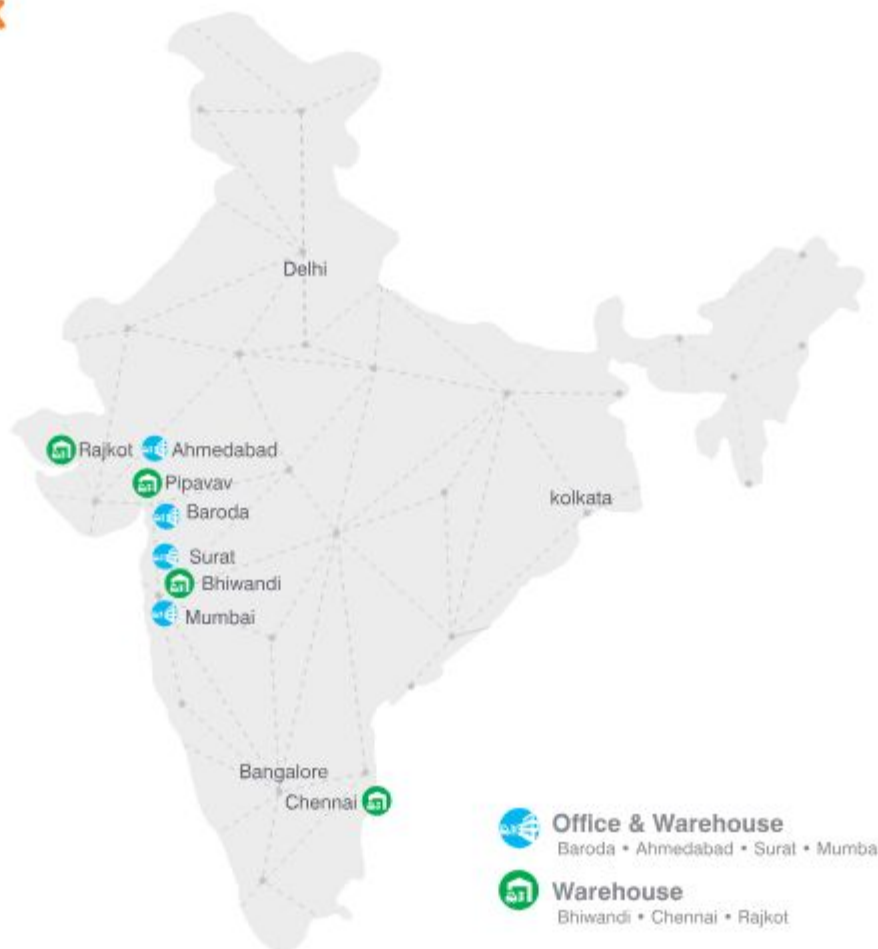 Delhi
Rajkot
Ahmedabad
Pipavav
Baroda
kolkata
Surat
Bhiwandi
Mumbai
Bangalore
Chennai
Office & Warehouse
Baroda • Ahmedabad • Surat • Mumba
Warehouse
Bhiwandi • Chennai • Rajkot